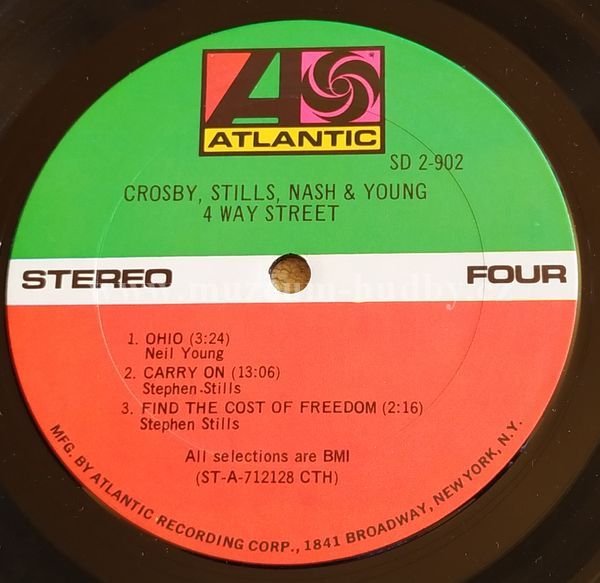 ATLANTIC
SD 2-902
CROSBY, STILLS, NASH & YOUNG
4 WAY STREET
STEREO
FOUR
1. OHIO (3:24)
Neil Young
2. CARRY ON (13:06)
Stephen Stills
3. FIND THE COST OF FREEDOM (2:16)
Stephen Stills
All selections are BMI
(ST-A-712128 CTH)
MFG. BY ATLANTIC RECORDING CORP., 1841 BROADWAY, NEW YORK, N.Y.